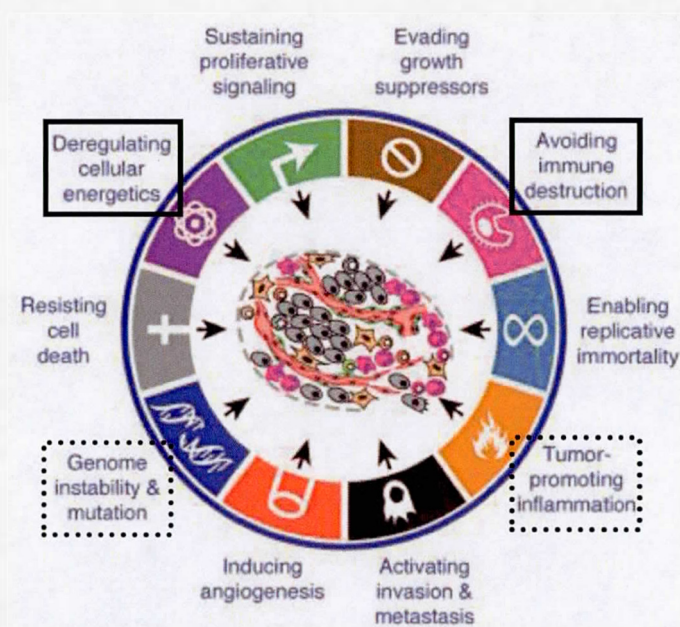 Sustaining
proliferative
signaling
Evading
growth
suppressors
Deregulating
cellular
energetics
Avoiding
immune
destruction
Resisting
cell
death
Enabling
replicative
immortality
Genome
instability &
mutation
Tumor-
promoting
inflammation
Inducing
angiogenesis
Activating
invasion &
metastasis